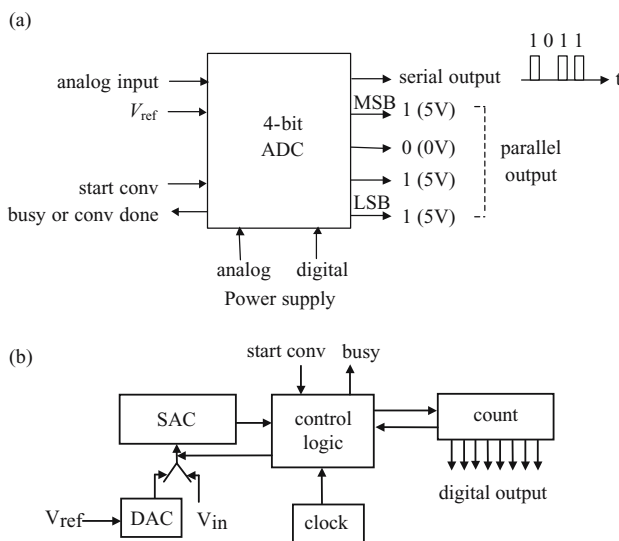 (a)
1 0 1 1
analog input
serial output
t
MSB
1 (5V)
V_ref
4-bit
ADC
0 (0V)
parallel
output
start conv
1 (5V)
LSB
busy or conv done
1 (5V)
analog digital
Power supply
(b)
start conv busy
SAC
control
logic
count
digital output
V_ref
DAC
V_in
clock